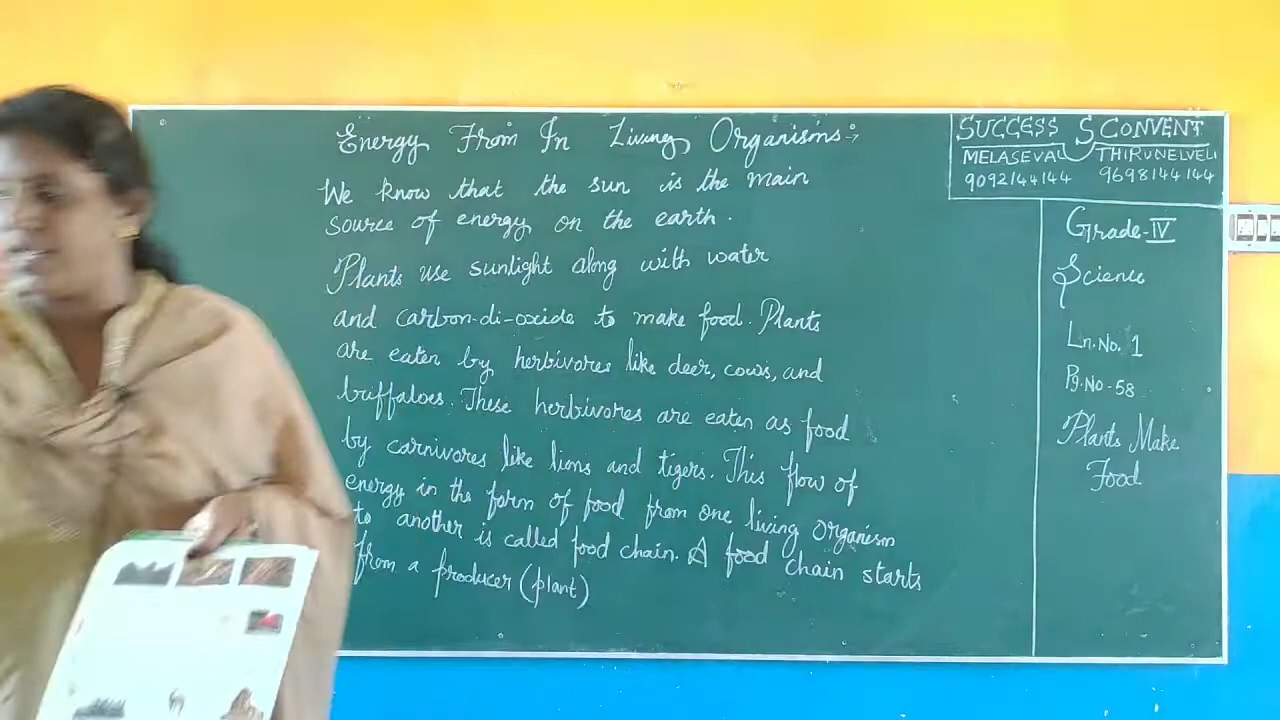 Energy From In Living Organisms:-
We know that the sun is the main
source of energy on the earth.
Plants use sunlight along with water
and carbon-di-oxide to make food. Plants
are eaten by herbivores like deer, cows, and
buffaloes. These herbivores are eaten as food
by carnivores like lions and tigers. This flow of
energy in the form of food from one living organism
to another is called food chain. A food chain starts
from a producer (plant)
SUCCESS S CONVENT
MELASEVAL THIRUNELVELI
9092144144 9698144144
Grade-IV
Science
Ln.No. 1
Pg.No-58
Plants Make
Food